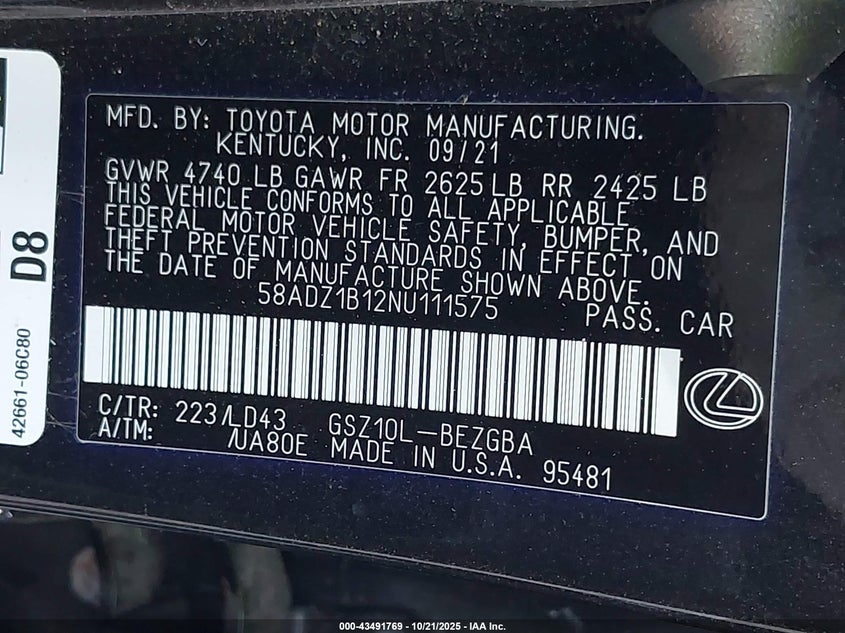 MFD. BY: TOYOTA MOTOR MANUFACTURING.
KENTUCKY, INC. 09/21
GVWR 4740 LB GAWR FR 2625 LB RR 2425 LB
THIS VEHICLE CONFORMS TO ALL APPLICABLE
FEDERAL MOTOR VEHICLE SAFETY, BUMPER, AND
THEFT PREVENTION STANDARDS IN EFFECT ON
THE DATE OF MANUFACTURE SHOWN ABOVE.
58ADZ1B12NU111575 PASS. CAR
C/TR: 223/LD43 GSZ10L-BEZGBA
A/TM: /UA80E MADE IN U.S.A. 95481
D8
42661-06C80
000-43491769 - 10/21/2025 - IAA Inc.